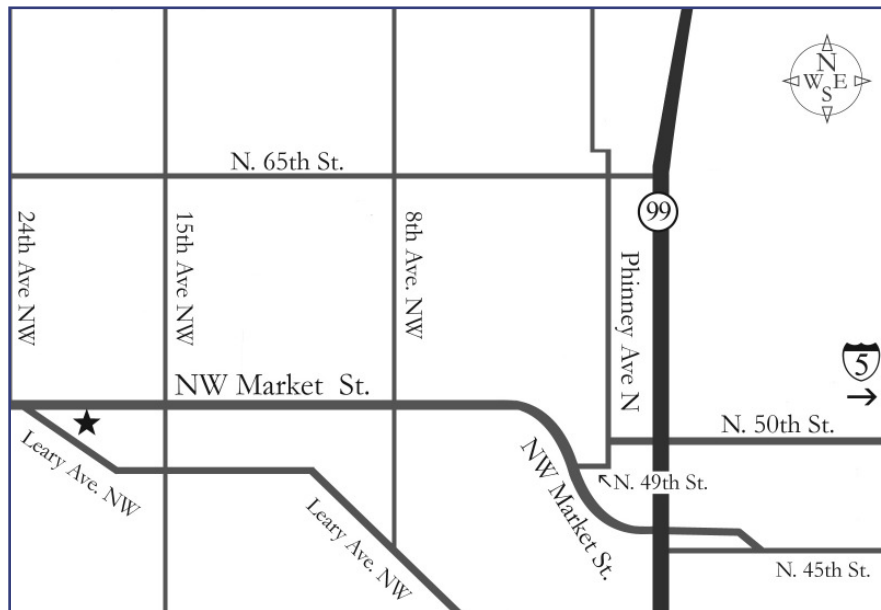 N
W E
S
N. 65th St.
99
24th Ave NW
15th Ave NW
8th Ave. NW
Phinney Ave N
5
NW Market St.
N. 50th St.
Leary Ave. NW
NW Market St.
N. 49th St.
Leary Ave. NW
N. 45th St.